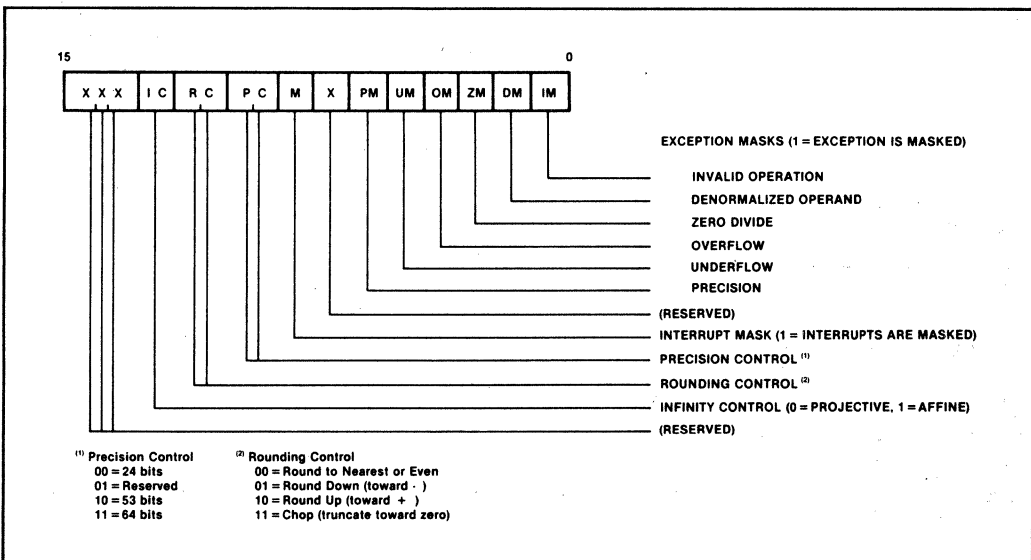 15 0
X X X I C R C P C M X PM UM OM ZM DM IM
EXCEPTION MASKS (1 = EXCEPTION IS MASKED)
INVALID OPERATION
DENORMALIZED OPERAND
ZERO DIVIDE
OVERFLOW
UNDERFLOW
PRECISION
(RESERVED)
INTERRUPT MASK (1 = INTERRUPTS ARE MASKED)
PRECISION CONTROL (1)
ROUNDING CONTROL (2)
INFINITY CONTROL (0 = PROJECTIVE, 1 = AFFINE)
(RESERVED)
(1) Precision Control
00 = 24 bits
01 = Reserved
10 = 53 bits
11 = 64 bits
(2) Rounding Control
00 = Round to Nearest or Even
01 = Round Down (toward - )
10 = Round Up (toward + )
11 = Chop (truncate toward zero)